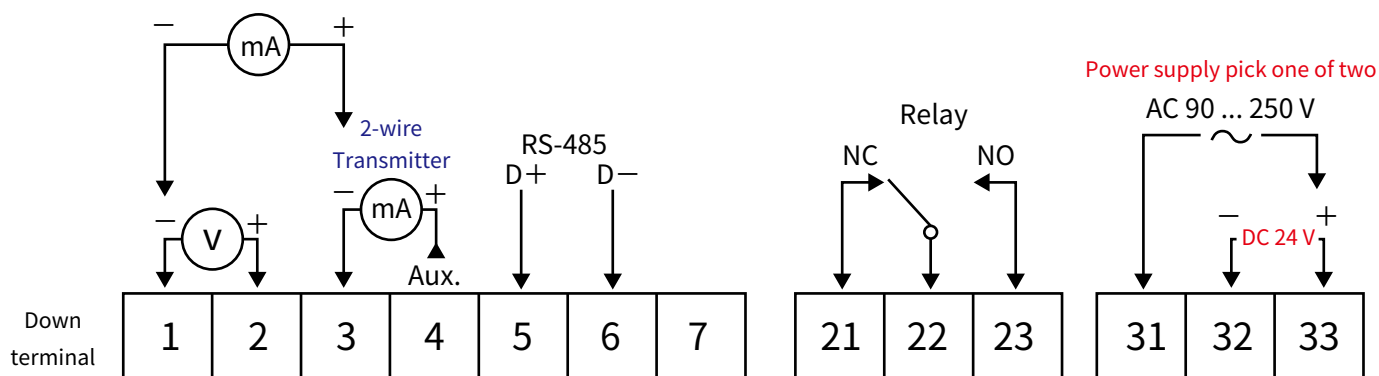 − mA +
Power supply pick one of two
AC 90 ... 250 V
Relay
2-wire
Transmitter
RS-485
D+ D−
NC NO
− mA +
− V +
− +
DC 24 V
Aux.
Down
terminal
1 2 3 4 5 6 7 21 22 23 31 32 33